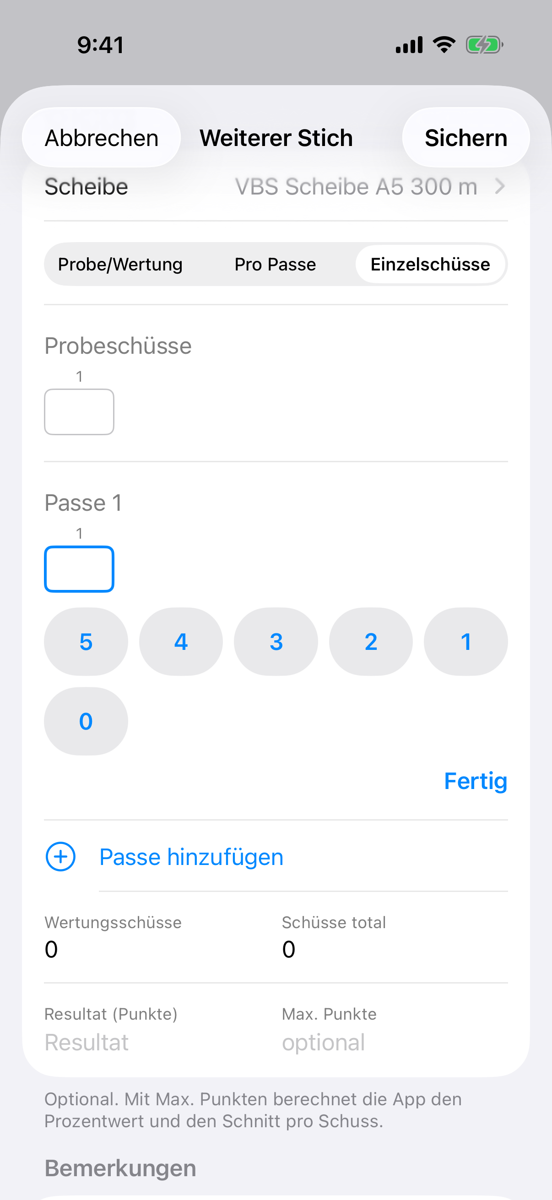 9:41
Abbrechen Weiterer Stich Sichern
Scheibe VBS Scheibe A5 300 m
Probe/Wertung Pro Passe Einzelschüsse
Probeschüsse
1
Passe 1
1
5 4 3 2 1
0
Fertig
Passe hinzufügen
Wertungsschüsse Schüsse total
0 0
Resultat (Punkte) Max. Punkte
Resultat optional
Optional. Mit Max. Punkten berechnet die App den
Prozentwert und den Schnitt pro Schuss.
Bemerkungen